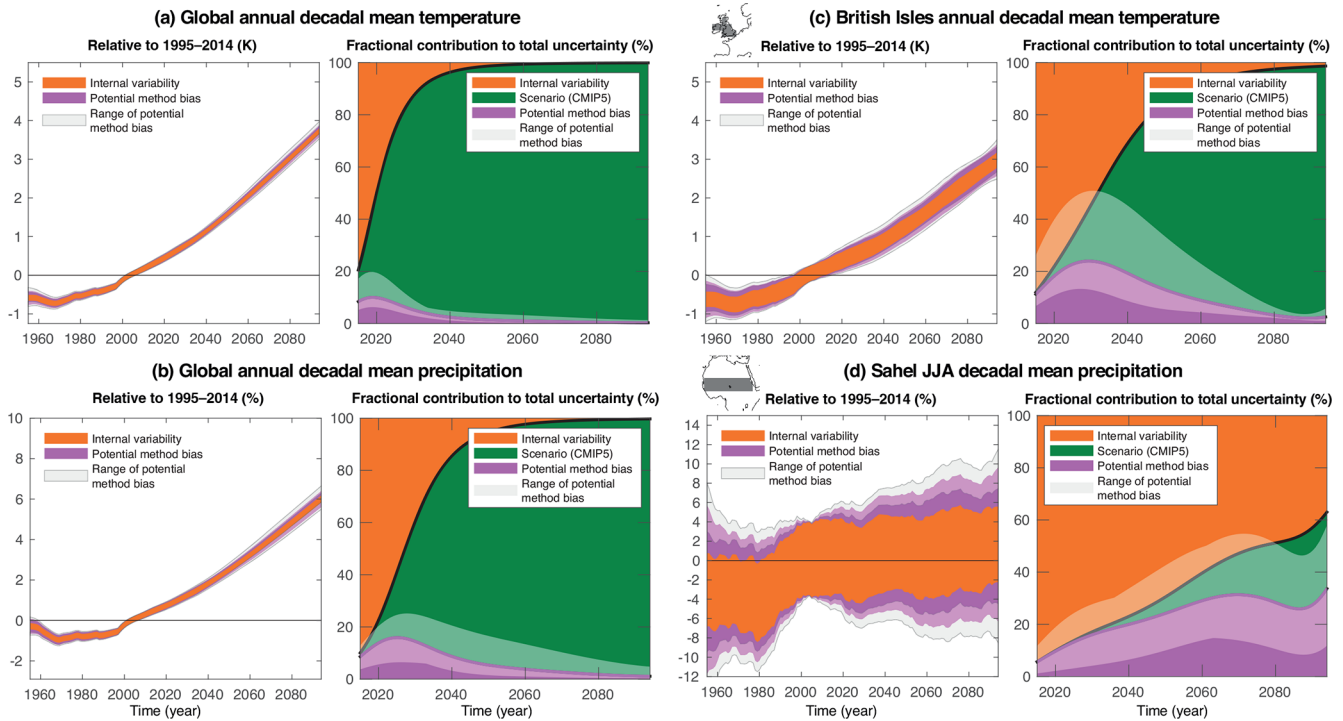 (a) Global annual decadal mean temperature
Relative to 1995–2014 (K)
Fractional contribution to total uncertainty (%)
Internal variability
Potential method bias
Range of potential
method bias
5
4
3
2
1
0
-1
1960 1980 2000 2020 2040 2060 2080
Internal variability
Scenario (CMIP5)
Potential method bias
Range of potential
method bias
100
80
60
40
20
0
2020 2040 2060 2080
(c) British Isles annual decadal mean temperature
Relative to 1995–2014 (K)
Fractional contribution to total uncertainty (%)
Internal variability
Potential method bias
Range of potential
method bias
5
4
3
2
1
0
-1
1960 1980 2000 2020 2040 2060 2080
Internal variability
Scenario (CMIP5)
Potential method bias
Range of potential
method bias
100
80
60
40
20
0
2020 2040 2060 2080
(b) Global annual decadal mean precipitation
Relative to 1995–2014 (%)
Fractional contribution to total uncertainty (%)
Internal variability
Potential method bias
Range of potential
method bias
10
8
6
4
2
0
-2
1960 1980 2000 2020 2040 2060 2080
Time (year)
Internal variability
Scenario (CMIP5)
Potential method bias
Range of potential
method bias
100
80
60
40
20
0
2020 2040 2060 2080
Time (year)
(d) Sahel JJA decadal mean precipitation
Relative to 1995–2014 (%)
Fractional contribution to total uncertainty (%)
Internal variability
Potential method bias
Range of potential
method bias
14
12
10
8
6
4
2
0
-2
-4
-6
-8
-10
-12
1960 1980 2000 2020 2040 2060 2080
Time (year)
Internal variability
Scenario (CMIP5)
Potential method bias
Range of potential
method bias
100
80
60
40
20
0
2020 2040 2060 2080
Time (year)